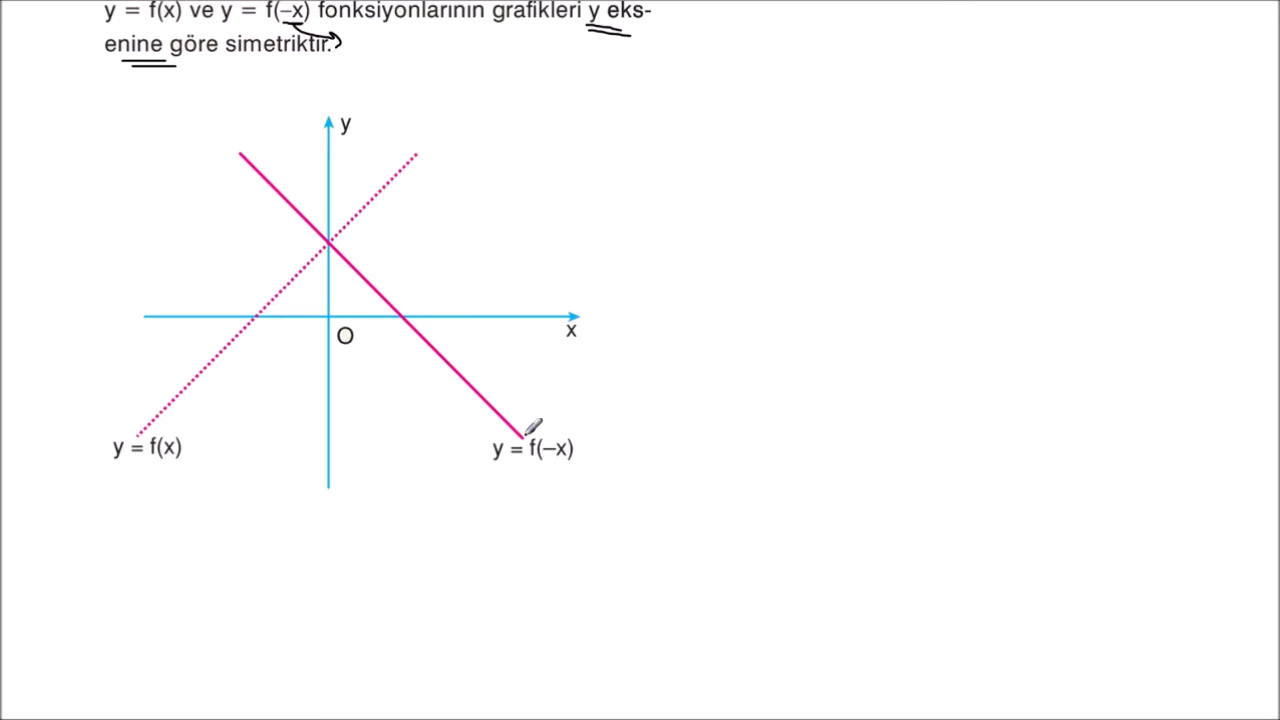 y = f(x) ve y = f(–x) fonksiyonlarının grafikleri y eks-
enine göre simetriktir.
y
x
O
y = f(x)
y = f(–x)